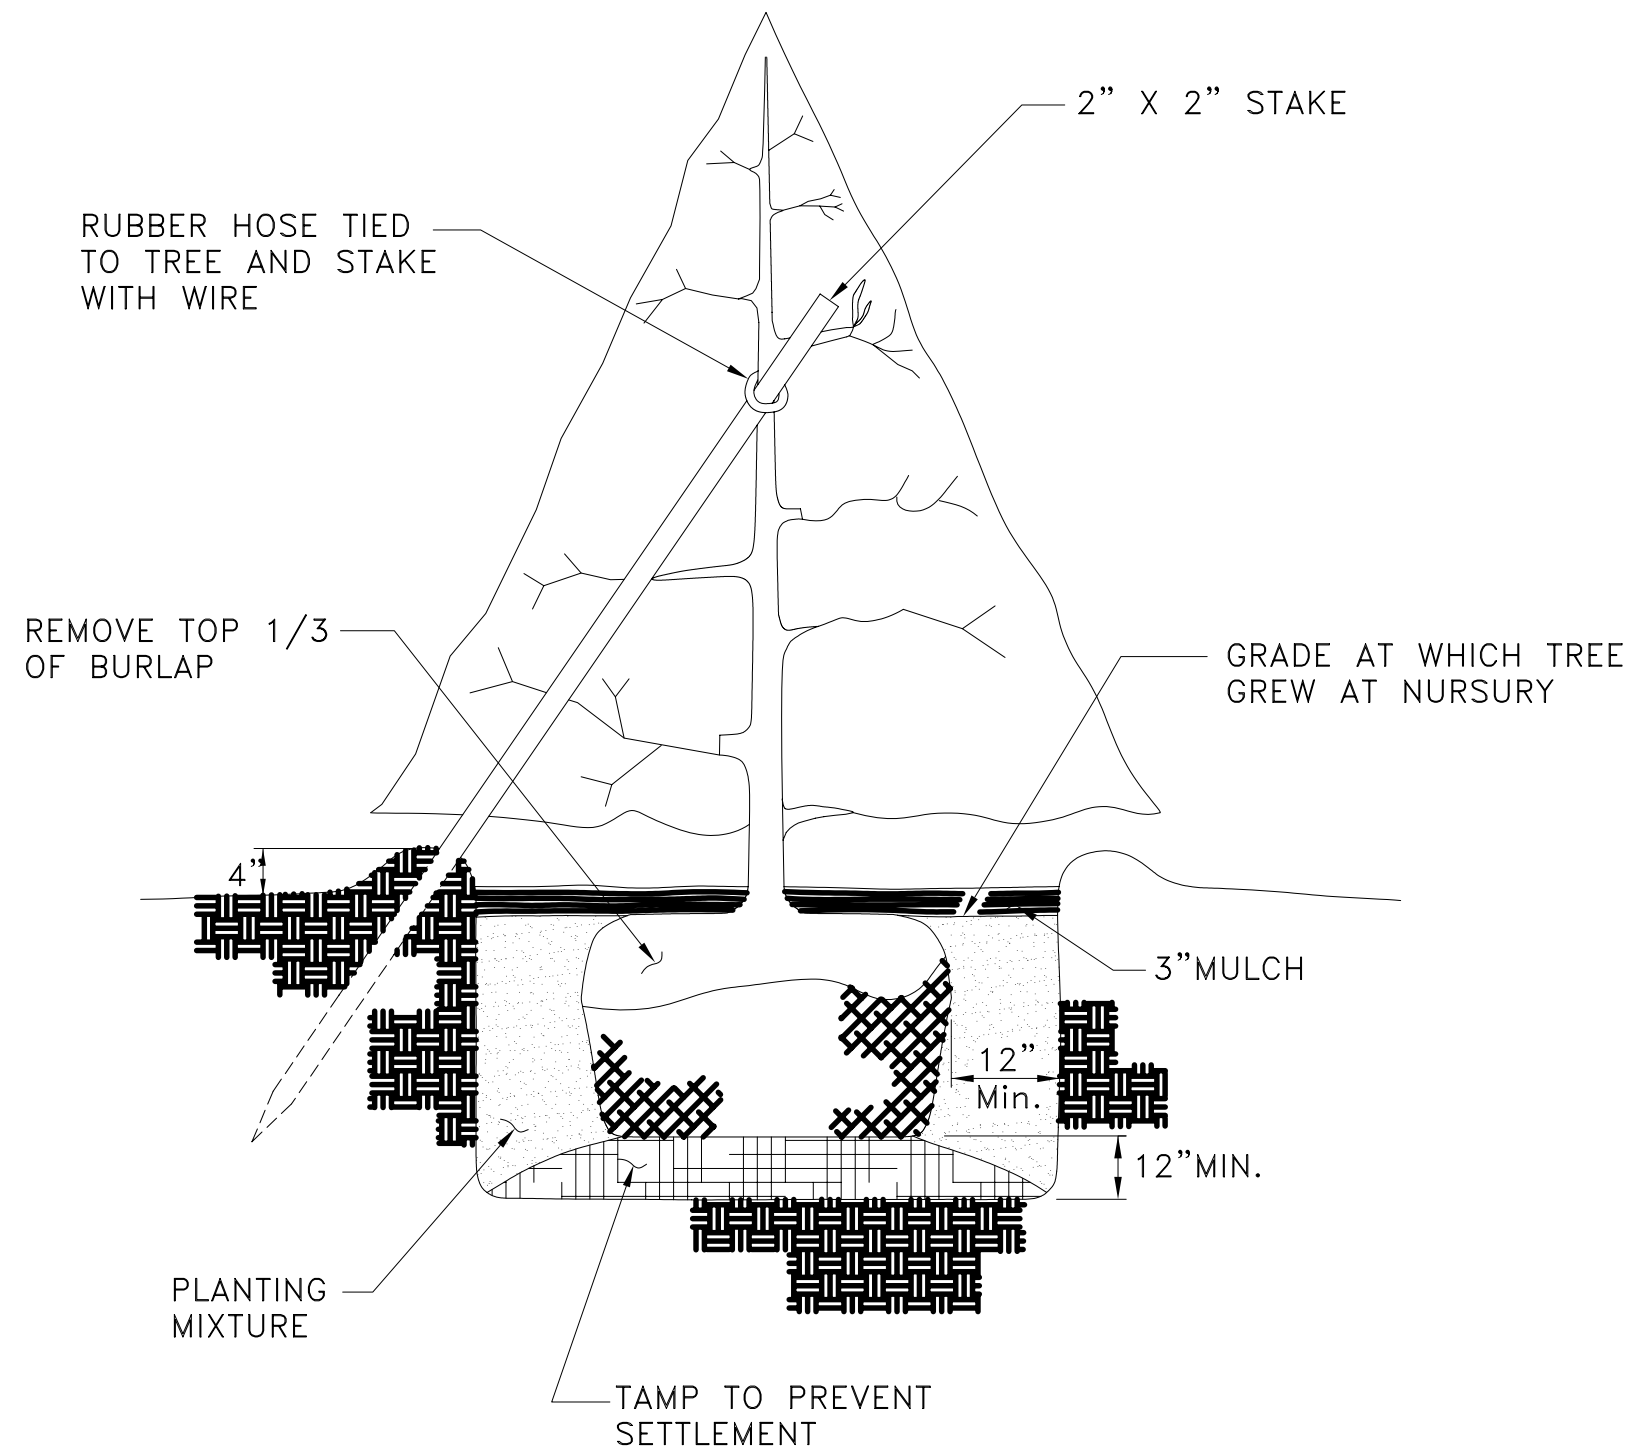 2” X 2” STAKE
RUBBER HOSE TIED
TO TREE AND STAKE
WITH WIRE
REMOVE TOP 1/3
OF BURLAP
GRADE AT WHICH TREE
GREW AT NURSURY
4”
3”MULCH
12”
Min.
12”MIN.
PLANTING
MIXTURE
TAMP TO PREVENT
SETTLEMENT